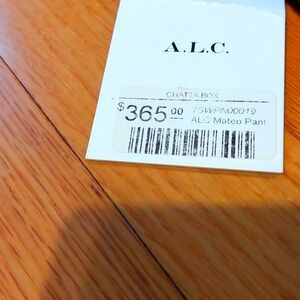 A.L.C.
CHATTA BOX
$365.00 7SWPN00019
ALC Mateo Pant